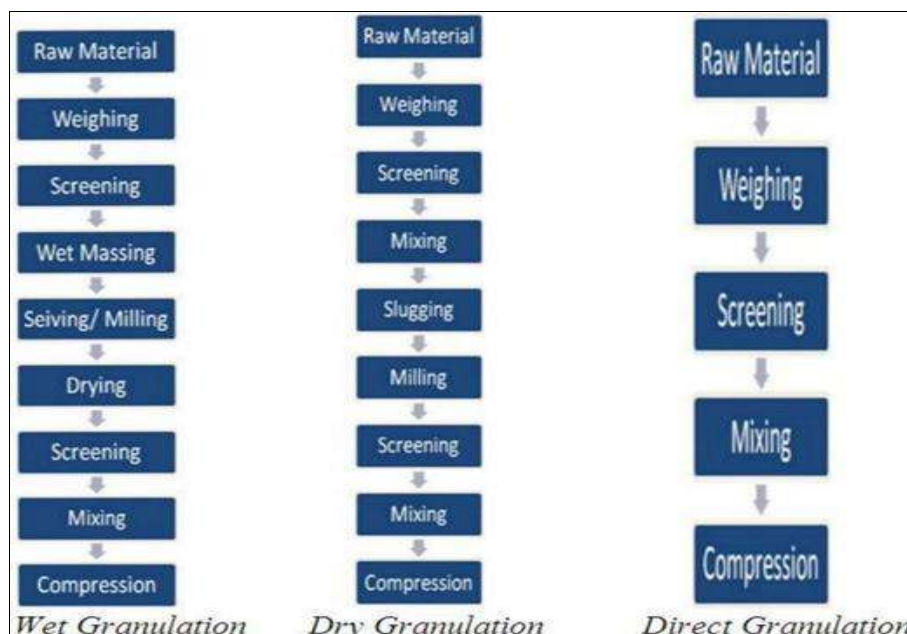 Raw Material
Weighing
Screening
Wet Massing
Seiving/ Milling
Drying
Screening
Mixing
Compression
Wet Granulation
Raw Material
Weighing
Screening
Mixing
Slugging
Milling
Screening
Mixing
Compression
Dry Granulation
Raw Material
Weighing
Screening
Mixing
Compression
Direct Granulation